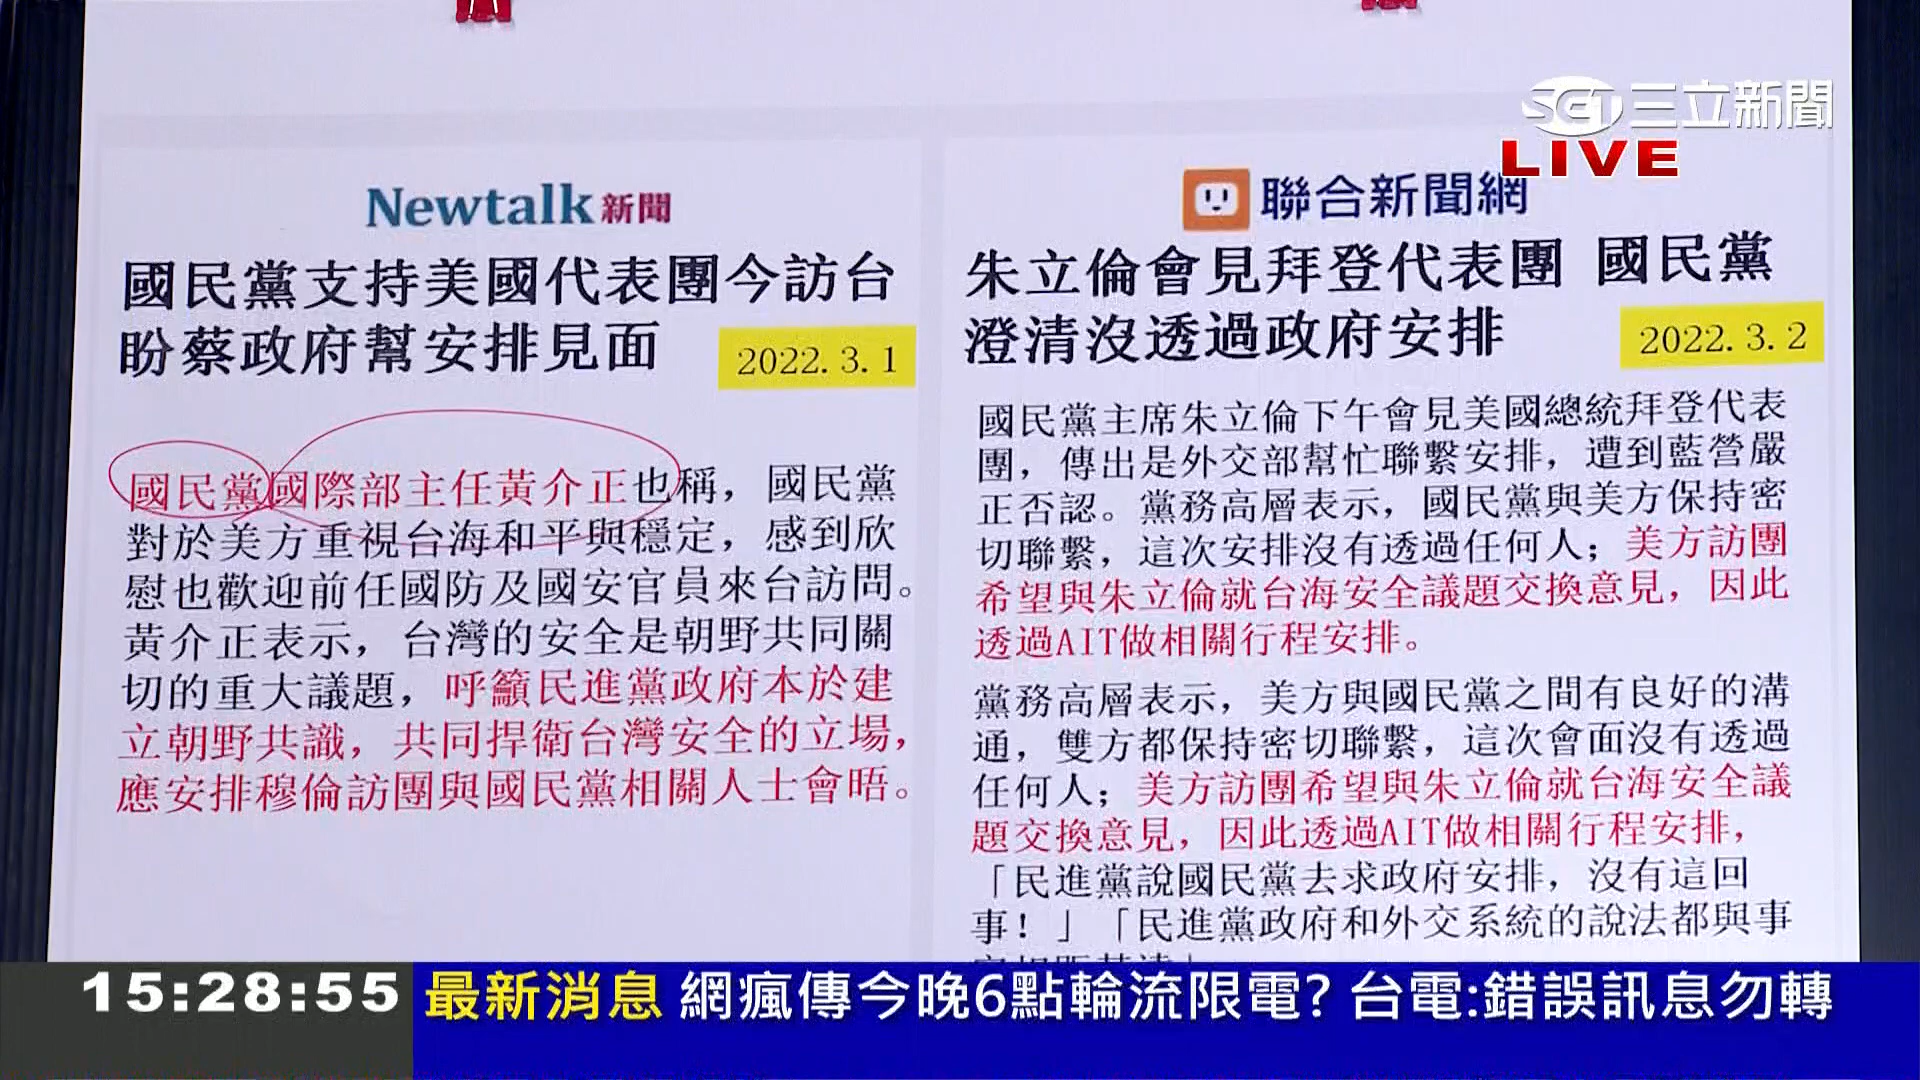 SET三立新聞
LIVE
Newtalk新聞
國民黨支持美國代表團今訪台
盼蔡政府幫安排見面
2022.3.1
國民黨國際部主任黃介正也稱，國民黨
對於美方重視台海和平與穩定，感到欣
慰也歡迎前任國防及國安官員來台訪問。
黃介正表示，台灣的安全是朝野共同關
切的重大議題，呼籲民進黨政府本於建
立朝野共識，共同捍衛台灣安全的立場，
應安排穆倫訪團與國民黨相關人士會晤。
聯合新聞網
朱立倫會見拜登代表團 國民黨
澄清沒透過政府安排
2022.3.2
國民黨主席朱立倫下午會見美國總統拜登代表
團，傳出是外交部幫忙聯繫安排，遭到藍營嚴
正否認。黨務高層表示，國民黨與美方保持密
切聯繫，這次安排沒有透過任何人；美方訪團
希望與朱立倫就台海安全議題交換意見，因此
透過AIT做相關行程安排。
黨務高層表示，美方與國民黨之間有良好的溝
通，雙方都保持密切聯繫，這次會面沒有透過
任何人；美方訪團希望與朱立倫就台海安全議
題交換意見，因此透過AIT做相關行程安排，
「民進黨說國民黨去求政府安排，沒有這回
事！」「民進黨政府和外交系統的說法都與事
15:28:55
最新消息 網瘋傳今晚6點輪流限電? 台電:錯誤訊息勿轉